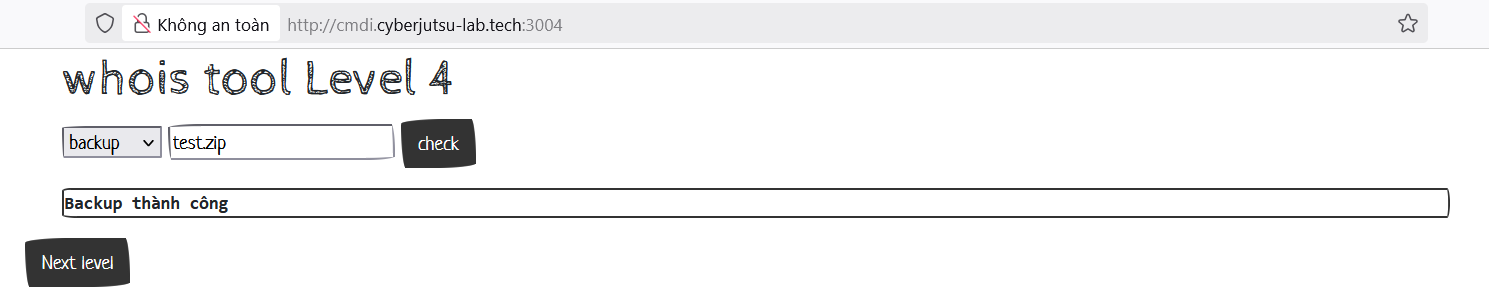 Không an toàn http://cmdi.cyberjutsu-lab.tech:3004
whois tool Level 4
backup test.zip check
Backup thành công
Next level